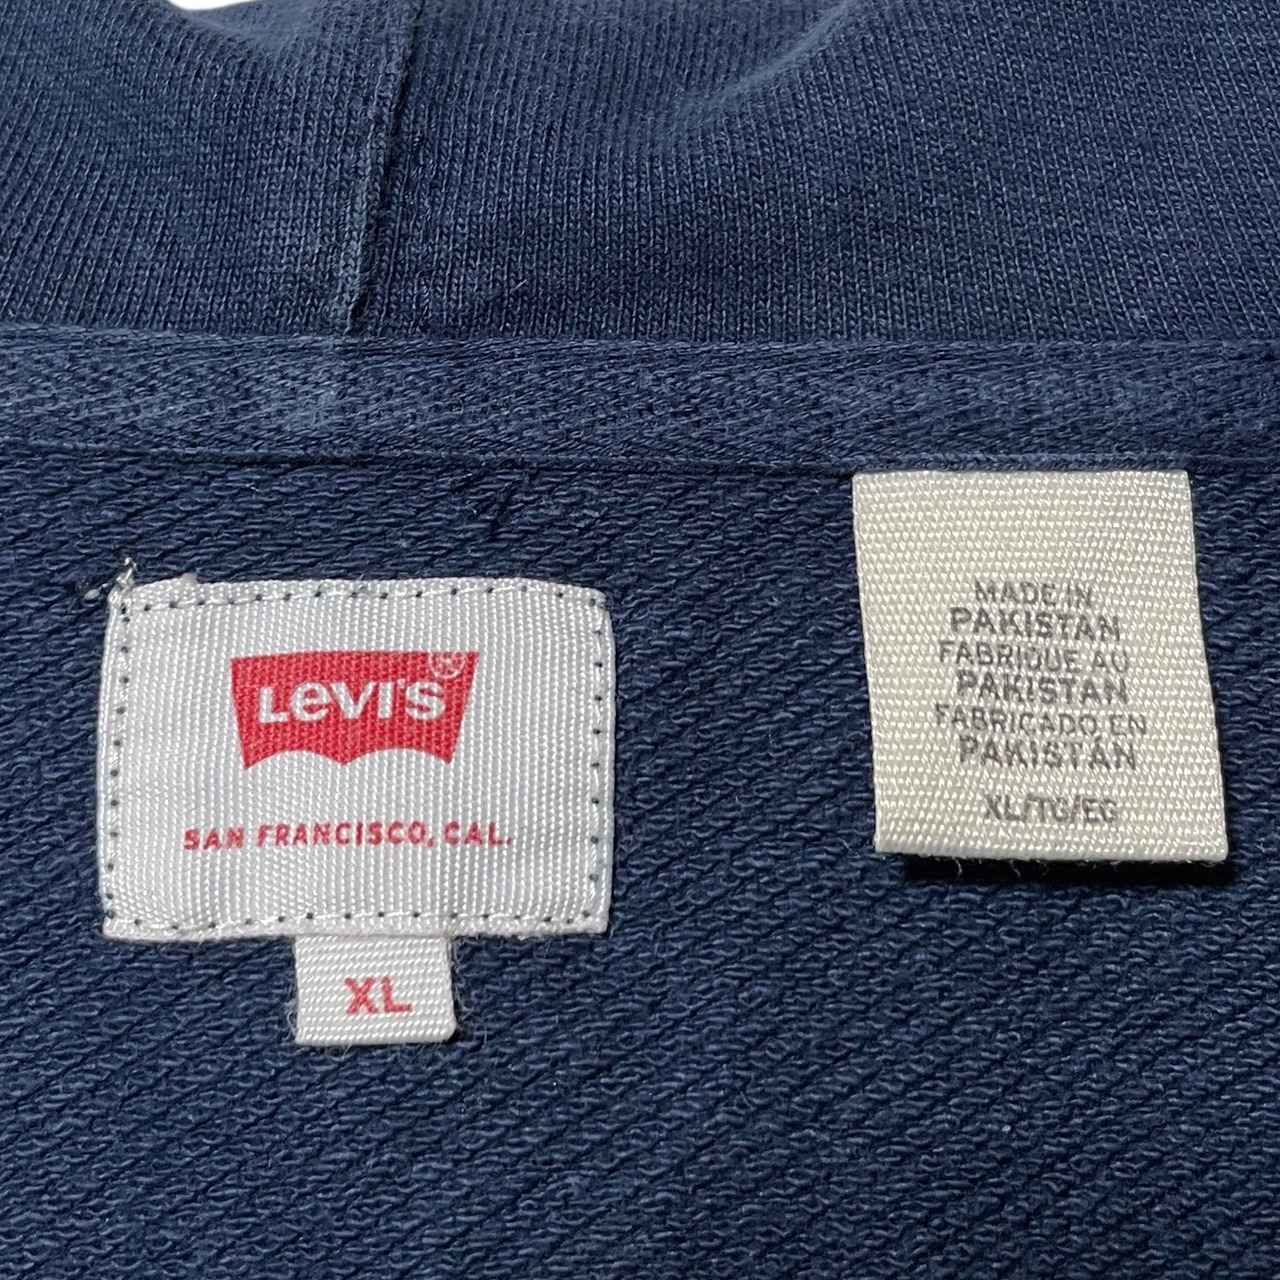 LEVI'S®
SAN FRANCISCO, CAL.
XL
MADE IN
PAKISTAN
FABRIQUE AU
PAKISTAN
FABRICADO EN
PAKISTÁN
XL/TG/EG